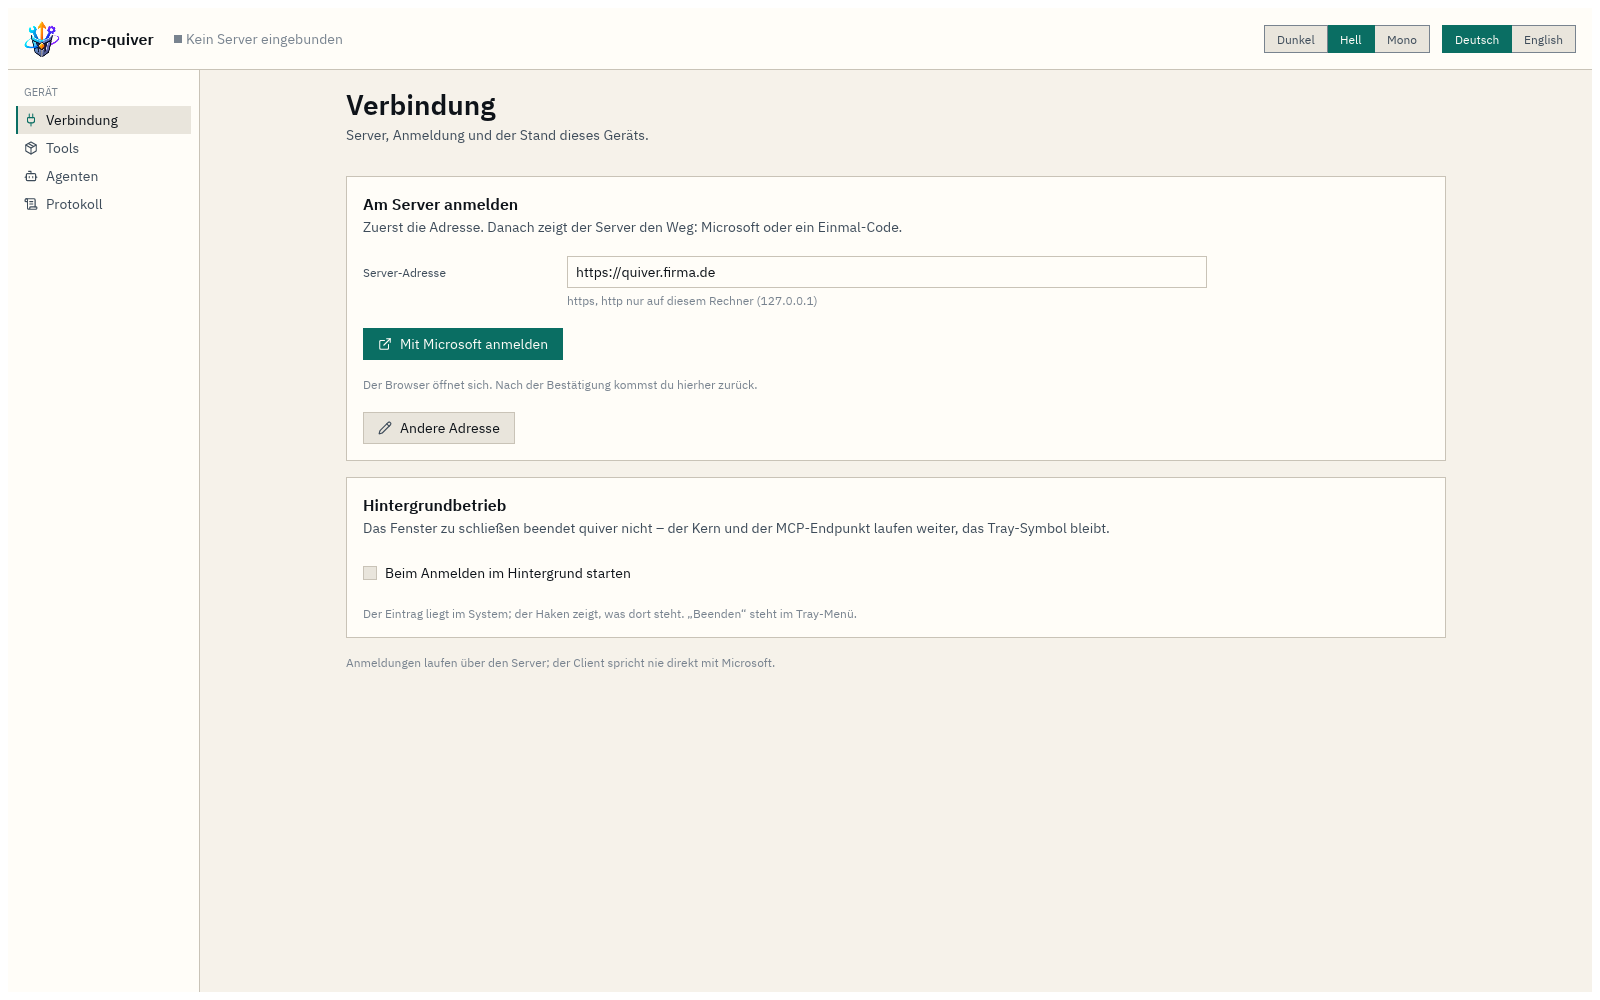 mcp-quiver
Kein Server eingebunden
Dunkel
Hell
Mono
Deutsch
English
GERÄT
Verbindung
Tools
Agenten
Protokoll
Verbindung
Server, Anmeldung und der Stand dieses Geräts.
Am Server anmelden
Zuerst die Adresse. Danach zeigt der Server den Weg: Microsoft oder ein Einmal-Code.
Server-Adresse
https://quiver.firma.de
https, http nur auf diesem Rechner (127.0.0.1)
Mit Microsoft anmelden
Der Browser öffnet sich. Nach der Bestätigung kommst du hierher zurück.
Andere Adresse
Hintergrundbetrieb
Das Fenster zu schließen beendet quiver nicht – der Kern und der MCP-Endpunkt laufen weiter, das Tray-Symbol bleibt.
Beim Anmelden im Hintergrund starten
Der Eintrag liegt im System; der Haken zeigt, was dort steht. „Beenden“ steht im Tray-Menü.
Anmeldungen laufen über den Server; der Client spricht nie direkt mit Microsoft.